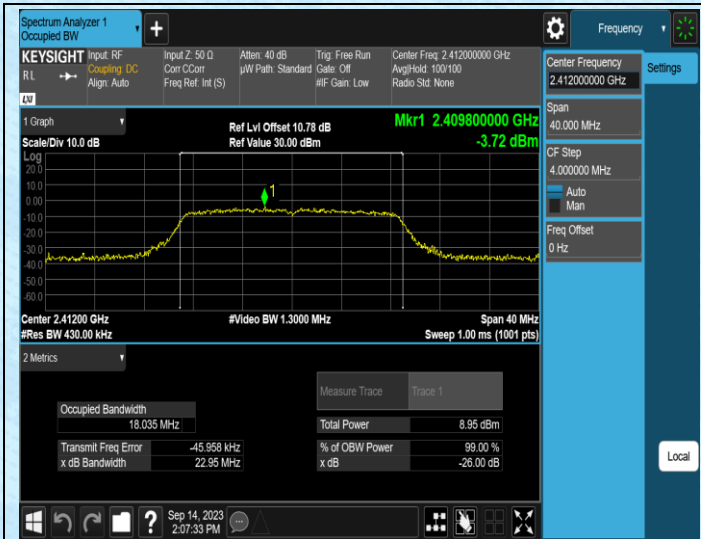 Spectrum Analyzer 1
Occupied BW
+
Frequency
KEYSIGHT
R L
LXI
Input: RF
Coupling: DC
Align: Auto
Input Z: 50 Ω
Corr CCorr
Freq Ref: Int (S)
Atten: 40 dB
µW Path: Standard
Trig: Free Run
Gate: Off
#IF Gain: Low
Center Freq: 2.412000000 GHz
Avg|Hold: 100/100
Radio Std: None
Center Frequency
2.412000000 GHz
Settings
Span
40.000 MHz
CF Step
4.000000 MHz
Auto
Man
Freq Offset
0 Hz
Local
1 Graph
Scale/Div 10.0 dB
Ref Lvl Offset 10.78 dB
Ref Value 30.00 dBm
Mkr1 2.409800000 GHz
-3.72 dBm
Log
20.0
10.0
0.00
-10.0
-20.0
-30.0
-40.0
-50.0
-60.0
1
Center 2.41200 GHz
#Res BW 430.00 kHz
#Video BW 1.3000 MHz
Span 40 MHz
Sweep 1.00 ms (1001 pts)
2 Metrics
Measure Trace Trace 1
Occupied Bandwidth
18.035 MHz
Total Power 8.95 dBm
Transmit Freq Error -45.958 kHz
% of OBW Power 99.00 %
x dB Bandwidth 22.95 MHz
x dB -26.00 dB
?
Sep 14, 2023
2:07:33 PM